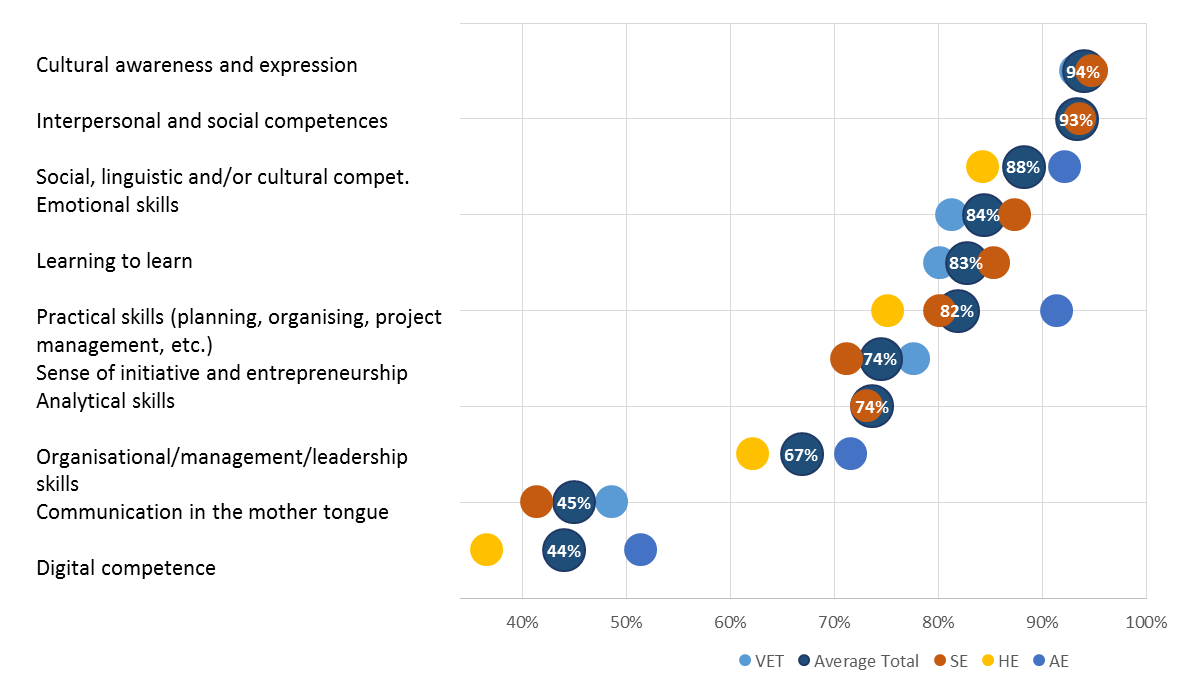 Cultural awareness and expression
94%
Interpersonal and social competences
93%
Social, linguistic and/or cultural compet.
88%
Emotional skills
84%
Learning to learn
83%
Practical skills (planning, organising, project
management, etc.)
82%
Sense of initiative and entrepreneurship
74%
Analytical skills
74%
Organisational/management/leadership
skills
67%
Communication in the mother tongue
45%
Digital competence
44%
40% 50% 60% 70% 80% 90% 100%
VET Average Total SE HE AE